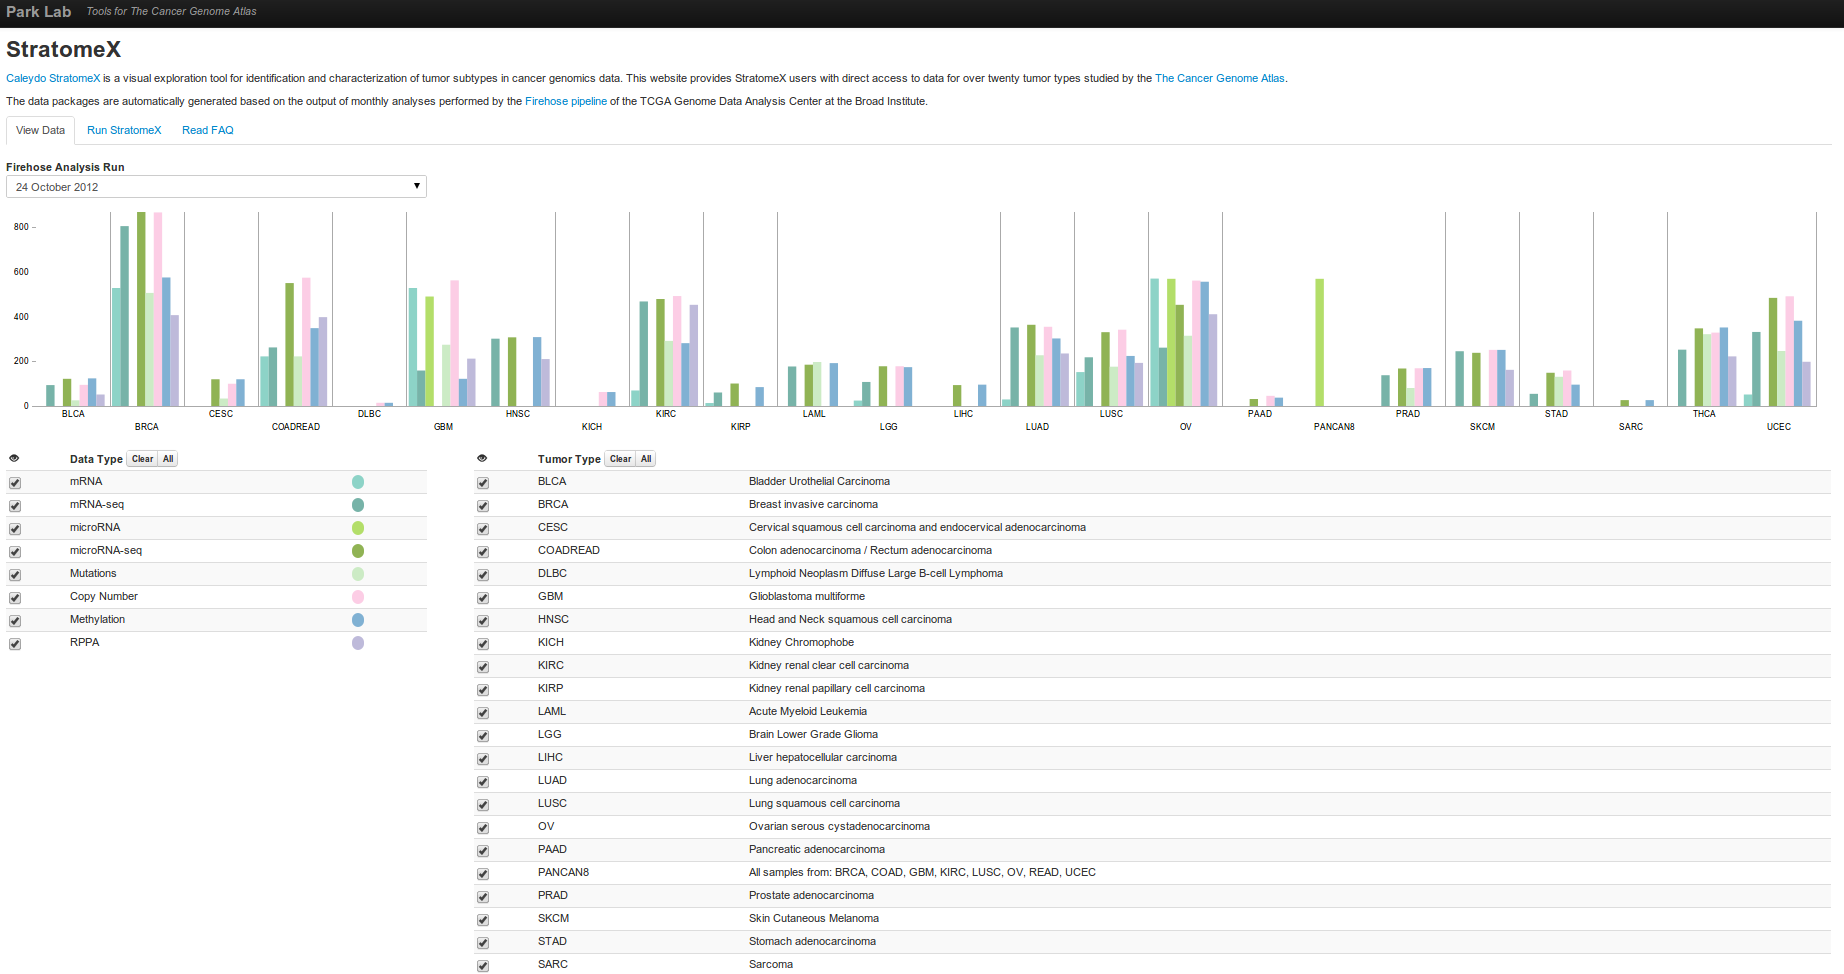 Park Lab Tools for The Cancer Genome Atlas
StratomeX
Caleydo StratomeX is a visual exploration tool for identification and characterization of tumor subtypes in cancer genomics data. This website provides StratomeX users with direct access to data for over twenty tumor types studied by the The Cancer Genome Atlas.
The data packages are automatically generated based on the output of monthly analyses performed by the Firehose pipeline of the TCGA Genome Data Analysis Center at the Broad Institute.
View Data Run StratomeX Read FAQ
Firehose Analysis Run
24 October 2012
800
600
400
200
0
BLCA CESC DLBC HNSC KIRC LAML LIHC LUSC PAAD PRAD STAD THCA
BRCA COADREAD GBM KICH KIRP LGG LUAD OV PANCAN8 SKCM SARC UCEC
Data Type Clear All
mRNA
mRNA-seq
microRNA
microRNA-seq
Mutations
Copy Number
Methylation
RPPA
Tumor Type Clear All
BLCA Bladder Urothelial Carcinoma
BRCA Breast invasive carcinoma
CESC Cervical squamous cell carcinoma and endocervical adenocarcinoma
COADREAD Colon adenocarcinoma / Rectum adenocarcinoma
DLBC Lymphoid Neoplasm Diffuse Large B-cell Lymphoma
GBM Glioblastoma multiforme
HNSC Head and Neck squamous cell carcinoma
KICH Kidney Chromophobe
KIRC Kidney renal clear cell carcinoma
KIRP Kidney renal papillary cell carcinoma
LAML Acute Myeloid Leukemia
LGG Brain Lower Grade Glioma
LIHC Liver hepatocellular carcinoma
LUAD Lung adenocarcinoma
LUSC Lung squamous cell carcinoma
OV Ovarian serous cystadenocarcinoma
PAAD Pancreatic adenocarcinoma
PANCAN8 All samples from: BRCA, COAD, GBM, KIRC, LUSC, OV, READ, UCEC
PRAD Prostate adenocarcinoma
SKCM Skin Cutaneous Melanoma
STAD Stomach adenocarcinoma
SARC Sarcoma